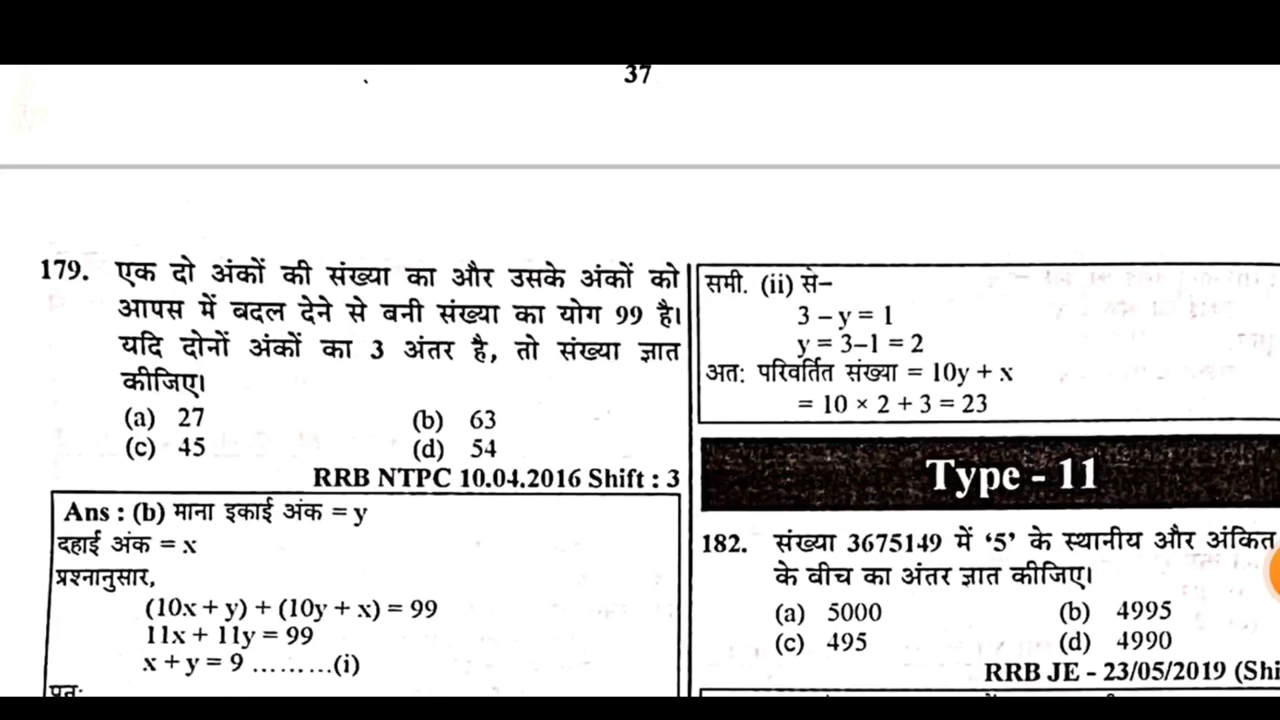 37
179. एक दो अंकों की संख्या का और उसके अंकों को
आपस में बदल देने से बनी संख्या का योग 99 है।
यदि दोनों अंकों का 3 अंतर है, तो संख्या ज्ञात
कीजिए।
(a) 27 (b) 63
(c) 45 (d) 54
RRB NTPC 10.04.2016 Shift : 3
Ans : (b) माना इकाई अंक = y
दहाई अंक = x
प्रश्नानुसार,
(10x + y) + (10y + x) = 99
11x + 11y = 99
x + y = 9 ………(i)
पुनः
समी. (ii) से–
3 – y = 1
y = 3–1 = 2
अत: परिवर्तित संख्या = 10y + x
= 10 × 2 + 3 = 23
Type - 11
182. संख्या 3675149 में ‘5’ के स्थानीय और अंकित
के बीच का अंतर ज्ञात कीजिए।
(a) 5000 (b) 4995
(c) 495 (d) 4990
RRB JE - 23/05/2019 (Shi